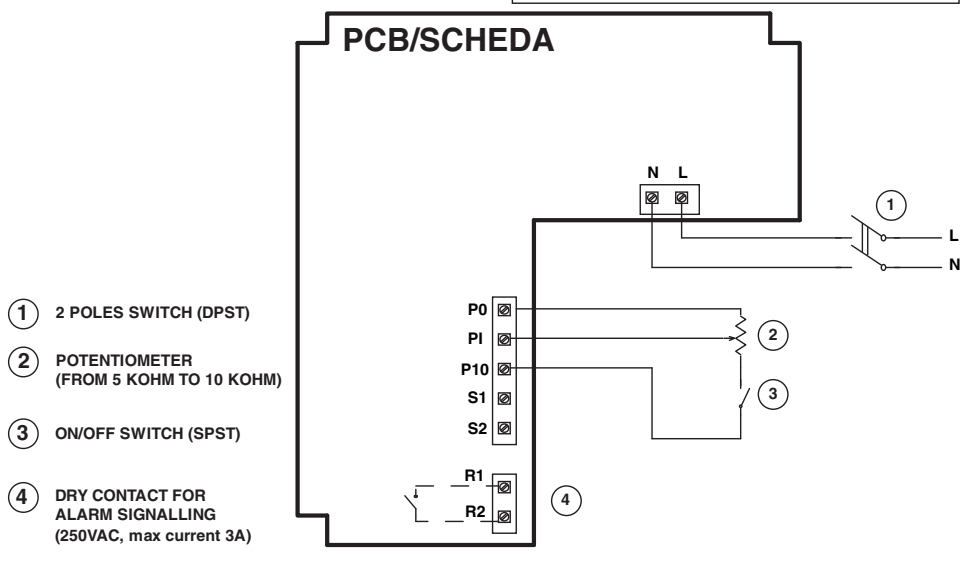 PCB/SCHEDA
N L
1
L
N
1 2 POLES SWITCH (DPST)
2 POTENTIOMETER
(FROM 5 KOHM TO 10 KOHM)
3 ON/OFF SWITCH (SPST)
4 DRY CONTACT FOR
ALARM SIGNALLING
(250VAC, max current 3A)
P0
PI
P10
S1
S2
2
3
R1
R2
4